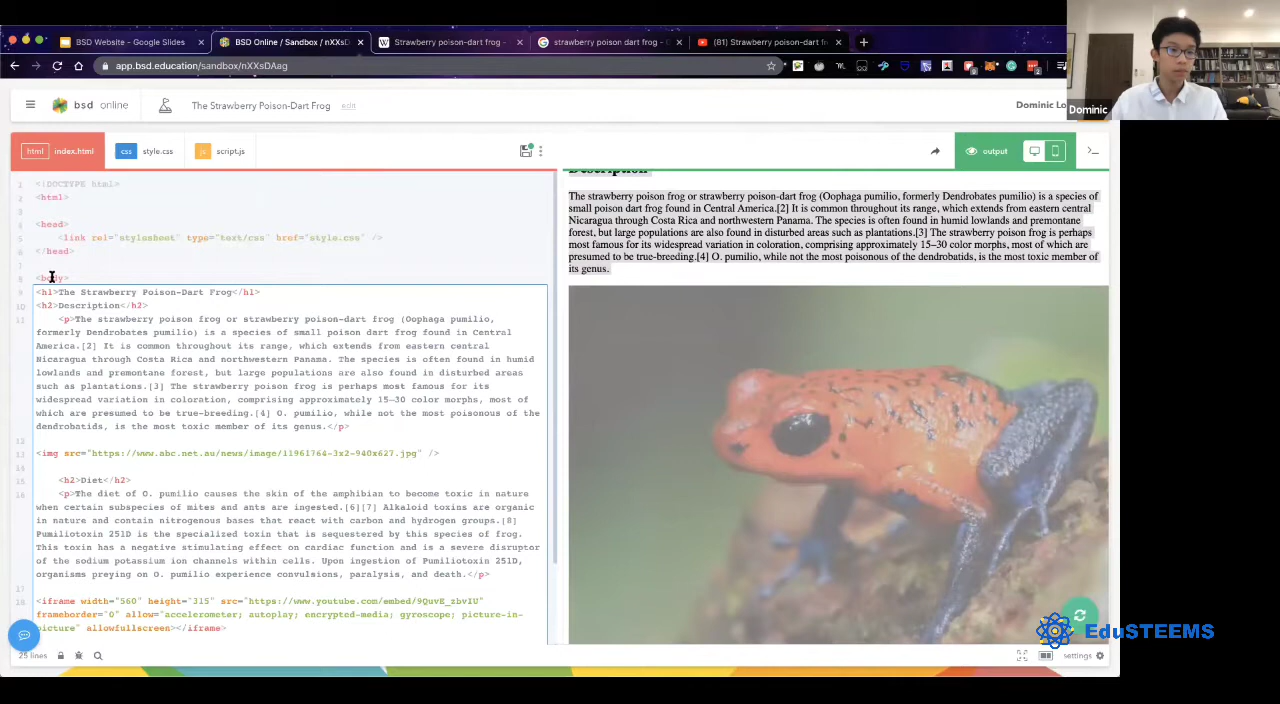 BSD Website - Google Slides
BSD Online / Sandbox / nXXs
Strawberry poison-dart frog -
strawberry poison dart frog -
(81) Strawberry poison-dart fr
app.bsd.education/sandbox/nXXsDAag
bsd online
The Strawberry Poison-Dart Frog
edit
Dominic Lo
Dominic
html index.html
css style.css
js script.js
output
1 <!DOCTYPE html>
2 <html>
3
4 <head>
5 <link rel="stylesheet" type="text/css" href="style.css" />
6 </head>
7
8 <body>
9 <h1>The Strawberry Poison-Dart Frog</h1>
10 <h2>Description</h2>
11 <p>The strawberry poison frog or strawberry poison-dart frog (Oophaga pumilio,
formerly Dendrobates pumilio) is a species of small poison dart frog found in Central
America.[2] It is common throughout its range, which extends from eastern central
Nicaragua through Costa Rica and northwestern Panama. The species is often found in humid
lowlands and premontane forest, but large populations are also found in disturbed areas
such as plantations.[3] The strawberry poison frog is perhaps most famous for its
widespread variation in coloration, comprising approximately 15–30 color morphs, most of
which are presumed to be true-breeding.[4] O. pumilio, while not the most poisonous of the
dendrobatids, is the most toxic member of its genus.</p>
12
13 <img src="https://www.abc.net.au/news/image/11961764-3x2-940x627.jpg" />
14
15 <h2>Diet</h2>
16 <p>The diet of O. pumilio causes the skin of the amphibian to become toxic in nature
when certain subspecies of mites and ants are ingested.[6][7] Alkaloid toxins are organic
in nature and contain nitrogenous bases that react with carbon and hydrogen groups.[8]
Pumiliotoxin 251D is the specialized toxin that is sequestered by this species of frog.
This toxin has a negative stimulating effect on cardiac function and is a severe disruptor
of the sodium potassium ion channels within cells. Upon ingestion of Pumiliotoxin 251D,
organisms preying on O. pumilio experience convulsions, paralysis, and death.</p>
17
18 <iframe width="560" height="315" src="https://www.youtube.com/embed/9QuvE_zbvIU"
frameborder="0" allow="accelerometer; autoplay; encrypted-media; gyroscope; picture-in-
picture" allowfullscreen></iframe>
25 lines
Description
The strawberry poison frog or strawberry poison-dart frog (Oophaga pumilio, formerly Dendrobates pumilio) is a species of
small poison dart frog found in Central America.[2] It is common throughout its range, which extends from eastern central
Nicaragua through Costa Rica and northwestern Panama. The species is often found in humid lowlands and premontane
forest, but large populations are also found in disturbed areas such as plantations.[3] The strawberry poison frog is perhaps
most famous for its widespread variation in coloration, comprising approximately 15–30 color morphs, most of which are
presumed to be true-breeding.[4] O. pumilio, while not the most poisonous of the dendrobatids, is the most toxic member of
its genus.
EduSTEEMS
settings